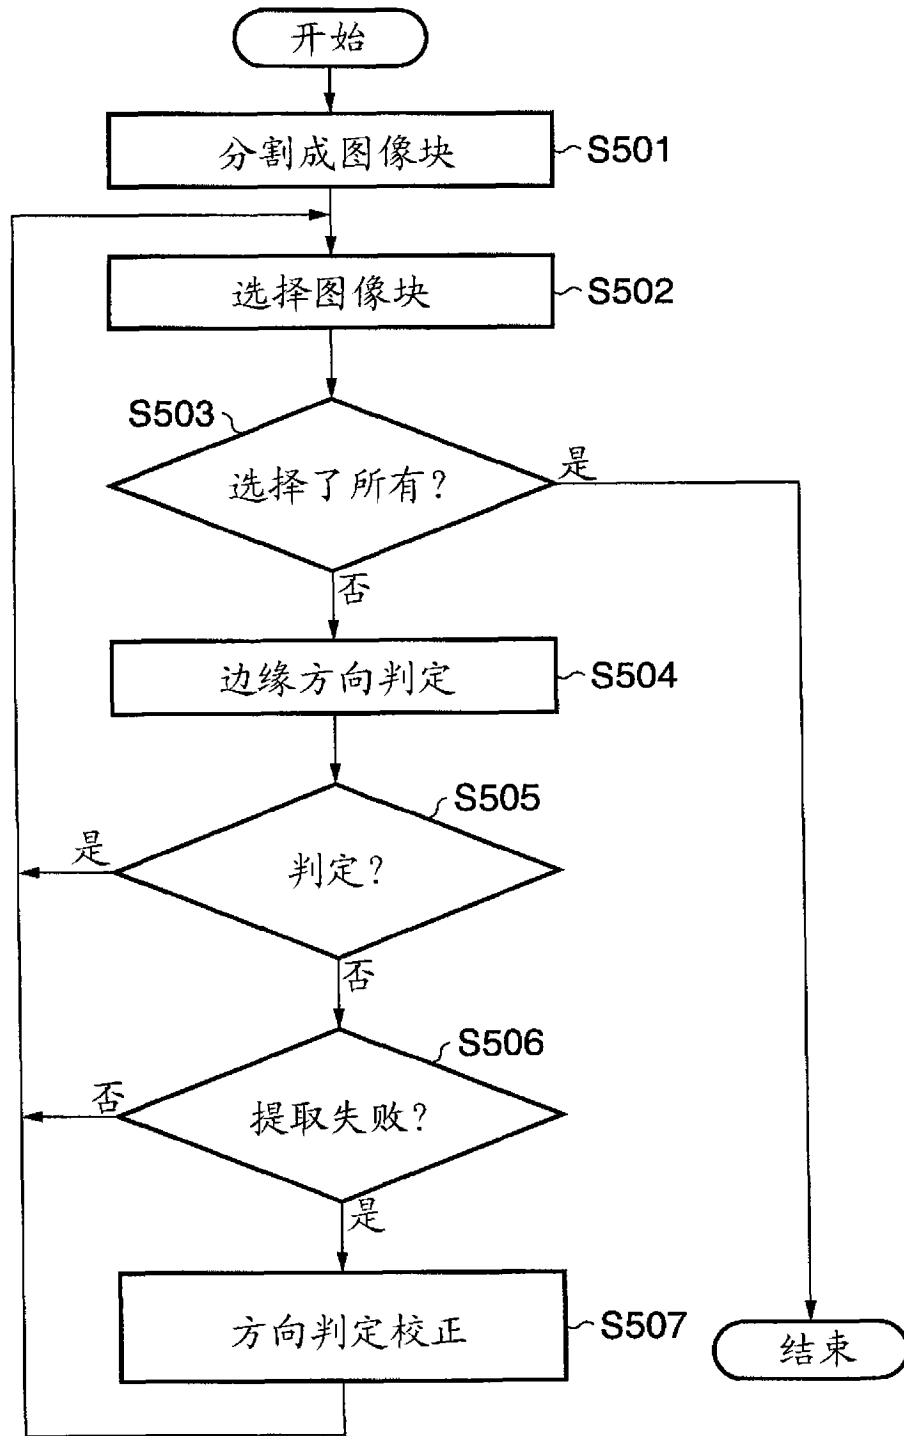 开始
分割成图像块
S501
选择图像块
S502
S503
选择了所有?
是
否
边缘方向判定
S504
S505
是
判定?
否
S506
否
提取失败?
是
方向判定校正
S507
结束